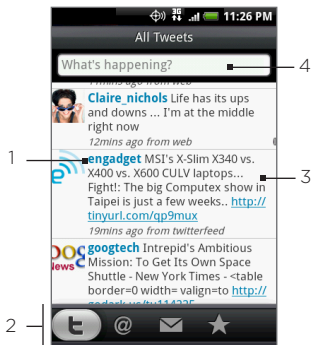 3G 11:26 PM
All Tweets
What's happening?
4
17mins ago from web
Claire_nichols Life has its ups
and downs ... I'm at the middle
right now
12mins ago from web
1
engadget MSI's X-Slim X340 vs.
X400 vs. X600 CULV laptops...
3
Fight!: The big Computex show in
Taipei is just a few weeks.. http://
tinyurl.com/qp9mux
19mins ago from twitterfeed
goog
News
googtech Intrepid's Ambitious
Mission: To Get Its Own Space
Shuttle - New York Times - <table
border=0 width= valign=to http://
2
t @